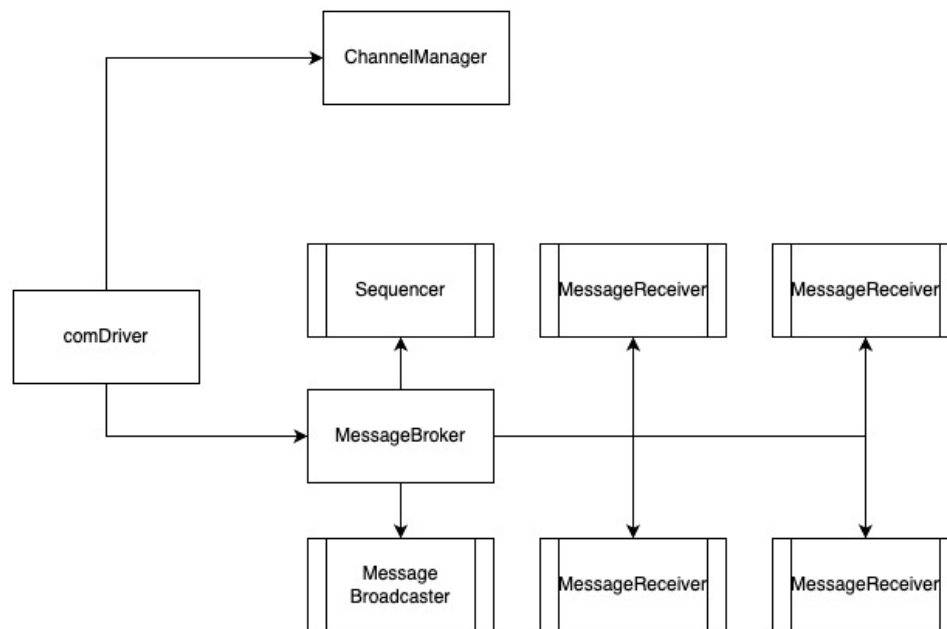 ChannelManager
Sequencer
MessageReceiver
MessageReceiver
comDriver
MessageBroker
Message
Broadcaster
MessageReceiver
MessageReceiver